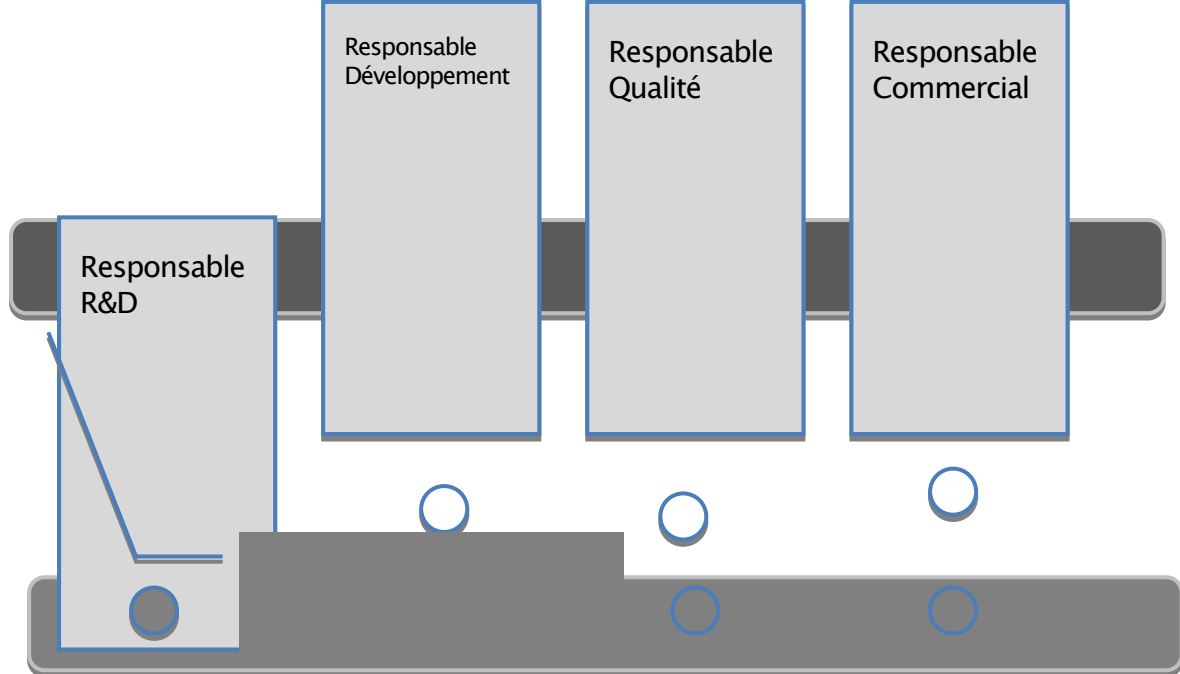 Responsable
Développement
Responsable
Qualité
Responsable
Commercial
Responsable
R&D